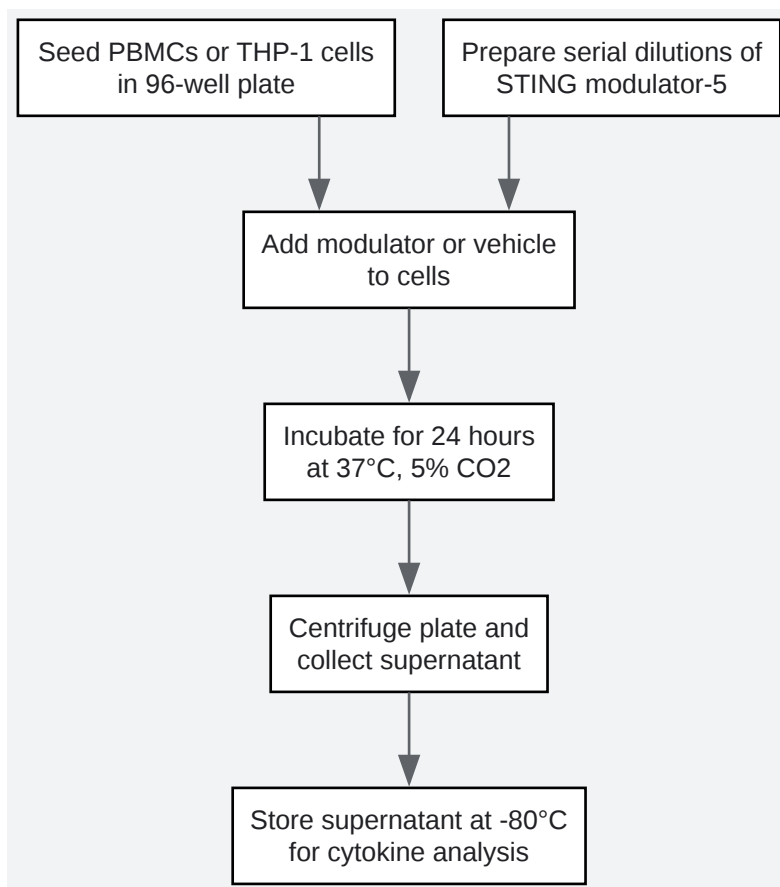 Seed PBMCs or THP-1 cells
in 96-well plate
Prepare serial dilutions of
STING modulator-5
Add modulator or vehicle
to cells
Incubate for 24 hours
at 37°C, 5% CO2
Centrifuge plate and
collect supernatant
Store supernatant at -80°C
for cytokine analysis